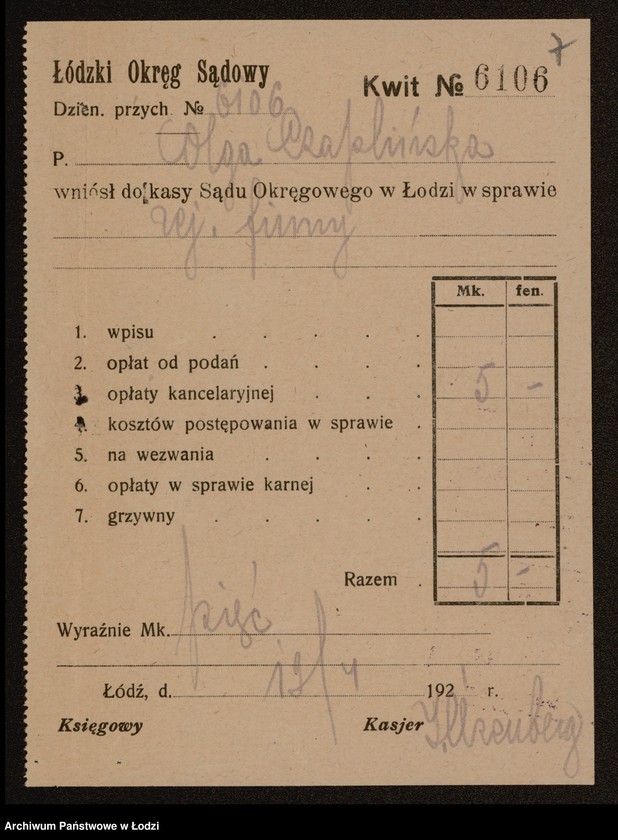 7
Łódzki Okręg Sądowy
Kwit № 6106
Dzien. przych № 6106
P. Olga Czaplińska
wniósł do kasy Sądu Okręgowego w Łodzi w sprawie
rej. firmy
Mk. fen.
1. wpisu
2. opłat od podań
3. opłaty kancelaryjnej 5 –
4. kosztów postępowania w sprawie
5. na wezwania
6. opłaty w sprawie karnej
7. grzywny
Razem 5 –
Wyraźnie Mk. pięć
Łódź, d. 19/4 192 r.
Księgowy Kasjer
Archiwum Państwowe w Łodzi